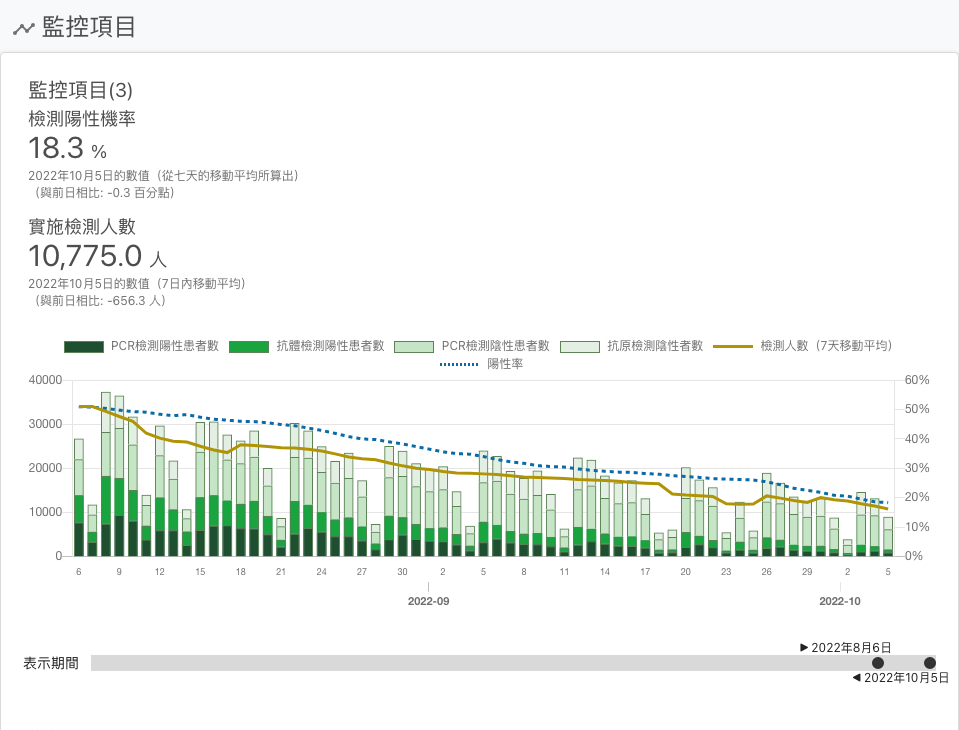 監控項目
監控項目(3)
檢測陽性機率
18.3 %
2022年10月5日的數值（從七天的移動平均所算出）
（與前日相比: -0.3 百分點）
實施檢測人數
10,775.0 人
2022年10月5日的數值（7日內移動平均）
（與前日相比: -656.3 人）
PCR檢測陽性患者數 抗體檢測陽性患者數 PCR檢測陰性患者數 抗原檢測陰性者數 檢測人數（7天移動平均）
陽性率
40000 60%
50%
30000
40%
20000 30%
20%
10000
10%
0 0%
6 9 12 15 18 21 24 27 30 2 5 8 11 14 17 20 23 26 29 2 5
2022-09 2022-10
▶ 2022年8月6日
表示期間
◀ 2022年10月5日